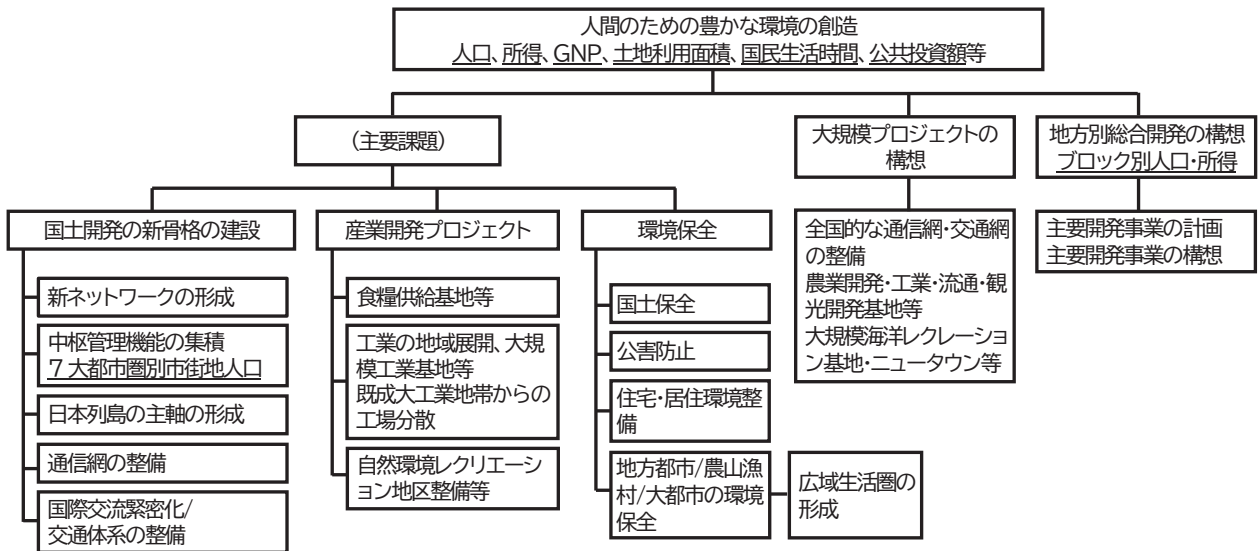 人間のための豊かな環境の創造
人口、所得、GNP、土地利用面積、国民生活時間、公共投資額等
(主要課題)
大規模プロジェクトの
構想
地方別総合開発の構想
ブロック別人口・所得
国土開発の新骨格の建設
産業開発プロジェクト
環境保全
全国的な通信網・交通網
の整備
農業開発・工業・流通・観
光開発基地等
大規模海洋レクレーショ
ン基地・ニュータウン等
主要開発事業の計画
主要開発事業の構想
新ネットワークの形成
中枢管理機能の集積
7大都市圏別市街地人口
日本列島の主軸の形成
通信網の整備
国際交流緊密化/
交通体系の整備
食糧供給基地等
工業の地域展開、大規
模工業基地等
既成大工業地帯からの
工場分散
自然環境レクリエーシ
ョン地区整備等
国土保全
公害防止
住宅・居住環境整
備
地方都市/農山漁
村/大都市の環境
保全
広域生活圏の
形成